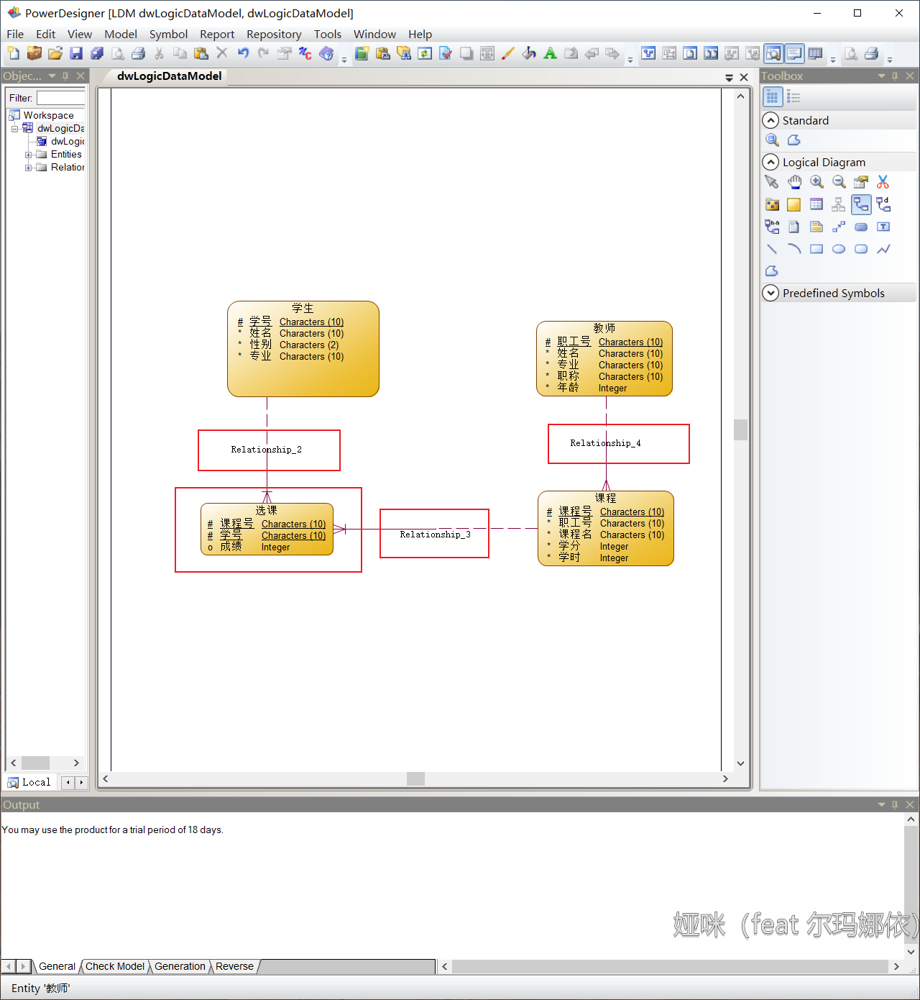 PowerDesigner [LDM dwLogicDataModel, dwLogicDataModel]
File Edit View Model Symbol Report Repository Tools Window Help
Objec...
dwLogicDataModel
Toolbox
Filter:
Workspace
dwLogicDa
dwLogic
Entities
Relation
Standard
Logical Diagram
Predefined Symbols
学生
# 学号 Characters (10)
* 姓名 Characters (10)
* 性别 Characters (2)
* 专业 Characters (10)
教师
# 职工号 Characters (10)
* 姓名 Characters (10)
* 专业 Characters (10)
* 职称 Characters (10)
* 年龄 Integer
Relationship_2
Relationship_4
选课
# 课程号 Characters (10)
# 学号 Characters (10)
o 成绩 Integer
Relationship_3
课程
# 课程号 Characters (10)
* 职工号 Characters (10)
* 课程名 Characters (10)
* 学分 Integer
* 学时 Integer
Local
Output
You may use the product for a trial period of 18 days.
娅咪（feat 尔玛娜依）
General Check Model Generation Reverse
Entity '教师'